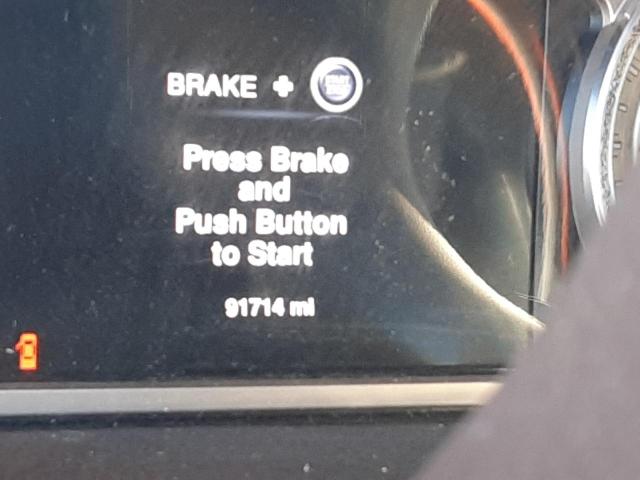 BRAKE +
Press Brake
and
Push Button
to Start
91714 mi